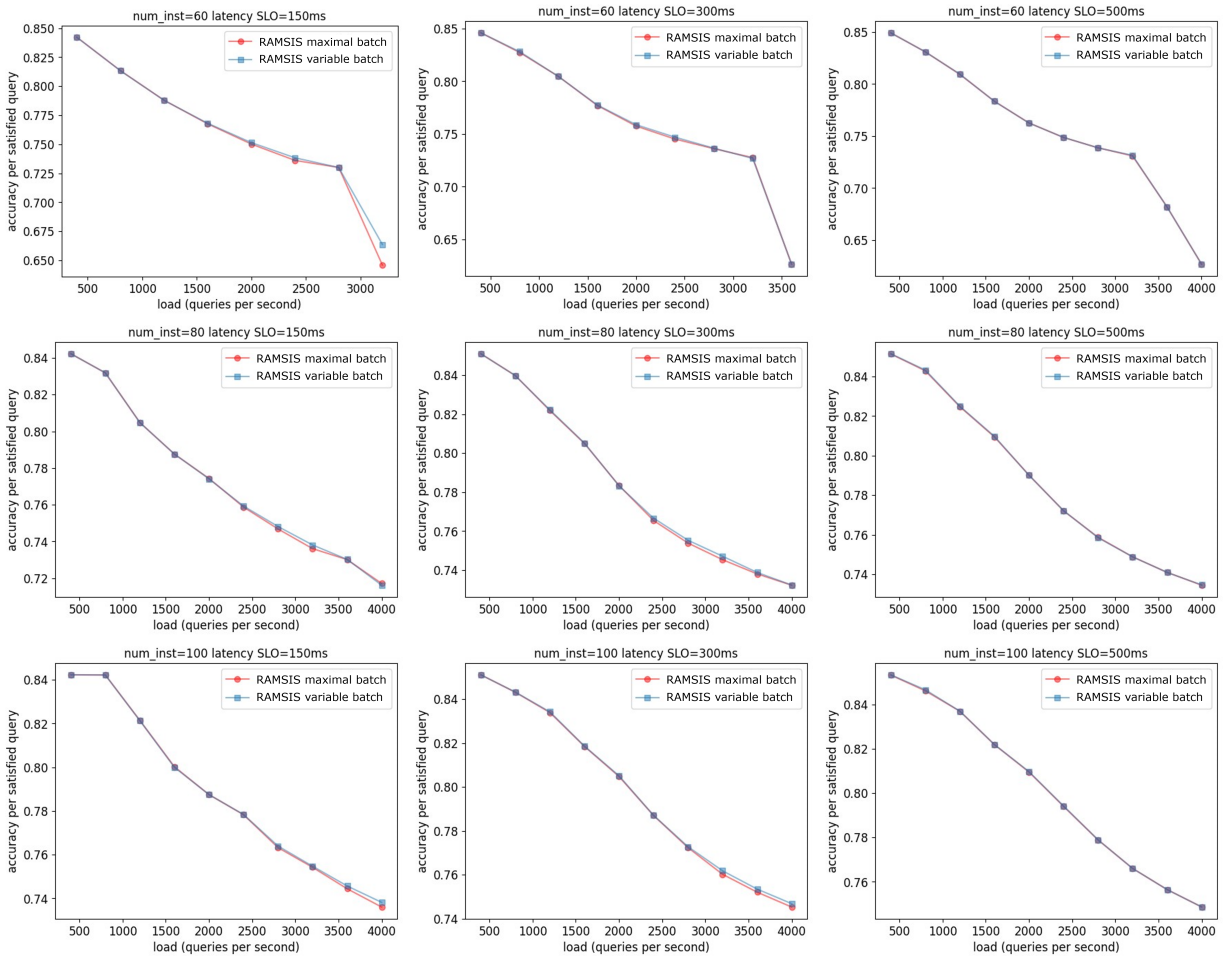 num_inst=60 latency SLO=150ms
accuracy per satisfied query
0.850
0.825
0.800
0.775
0.750
0.725
0.700
0.675
0.650
RAMSIS maximal batch
RAMSIS variable batch
500 1000 1500 2000 2500 3000
load (queries per second)
num_inst=60 latency SLO=300ms
accuracy per satisfied query
0.85
0.80
0.75
0.70
0.65
RAMSIS maximal batch
RAMSIS variable batch
500 1000 1500 2000 2500 3000 3500
load (queries per second)
num_inst=60 latency SLO=500ms
accuracy per satisfied query
0.85
0.80
0.75
0.70
0.65
RAMSIS maximal batch
RAMSIS variable batch
500 1000 1500 2000 2500 3000 3500 4000
load (queries per second)
num_inst=80 latency SLO=150ms
accuracy per satisfied query
0.84
0.82
0.80
0.78
0.76
0.74
0.72
RAMSIS maximal batch
RAMSIS variable batch
500 1000 1500 2000 2500 3000 3500 4000
load (queries per second)
num_inst=80 latency SLO=300ms
accuracy per satisfied query
0.84
0.82
0.80
0.78
0.76
0.74
RAMSIS maximal batch
RAMSIS variable batch
500 1000 1500 2000 2500 3000 3500 4000
load (queries per second)
num_inst=80 latency SLO=500ms
accuracy per satisfied query
0.84
0.82
0.80
0.78
0.76
0.74
RAMSIS maximal batch
RAMSIS variable batch
500 1000 1500 2000 2500 3000 3500 4000
load (queries per second)
num_inst=100 latency SLO=150ms
accuracy per satisfied query
0.84
0.82
0.80
0.78
0.76
0.74
RAMSIS maximal batch
RAMSIS variable batch
500 1000 1500 2000 2500 3000 3500 4000
load (queries per second)
num_inst=100 latency SLO=300ms
accuracy per satisfied query
0.84
0.82
0.80
0.78
0.76
0.74
RAMSIS maximal batch
RAMSIS variable batch
500 1000 1500 2000 2500 3000 3500 4000
load (queries per second)
num_inst=100 latency SLO=500ms
accuracy per satisfied query
0.84
0.82
0.80
0.78
0.76
RAMSIS maximal batch
RAMSIS variable batch
500 1000 1500 2000 2500 3000 3500 4000
load (queries per second)